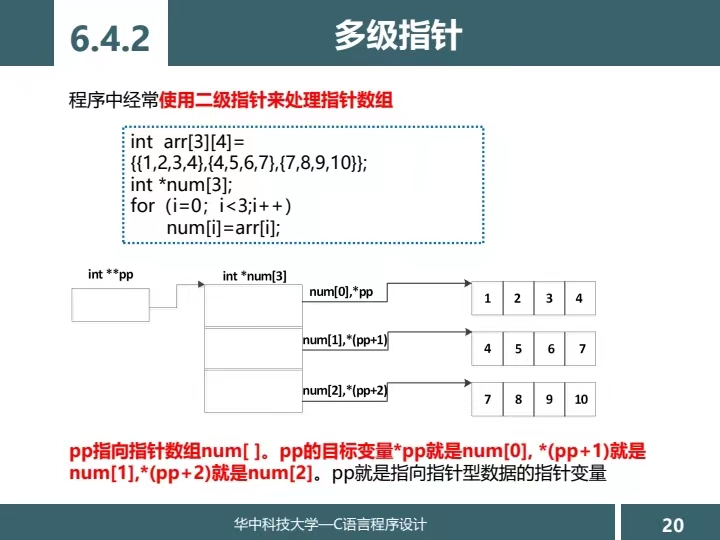 6.4.2
多级指针
程序中经常使用二级指针来处理指针数组
int arr[3][4]=
{{1,2,3,4},{4,5,6,7},{7,8,9,10}};
int *num[3];
for（i=0；i<3;i++）
num[i]=arr[i];
int **pp
int *num[3]
num[0],*pp
1 2 3 4
num[1],*(pp+1)
4 5 6 7
num[2],*(pp+2)
7 8 9 10
pp指向指针数组num[ ]。pp的目标变量*pp就是num[0], *(pp+1)就是
num[1],*(pp+2)就是num[2]。pp就是指向指针型数据的指针变量
华中科技大学—C语言程序设计
20